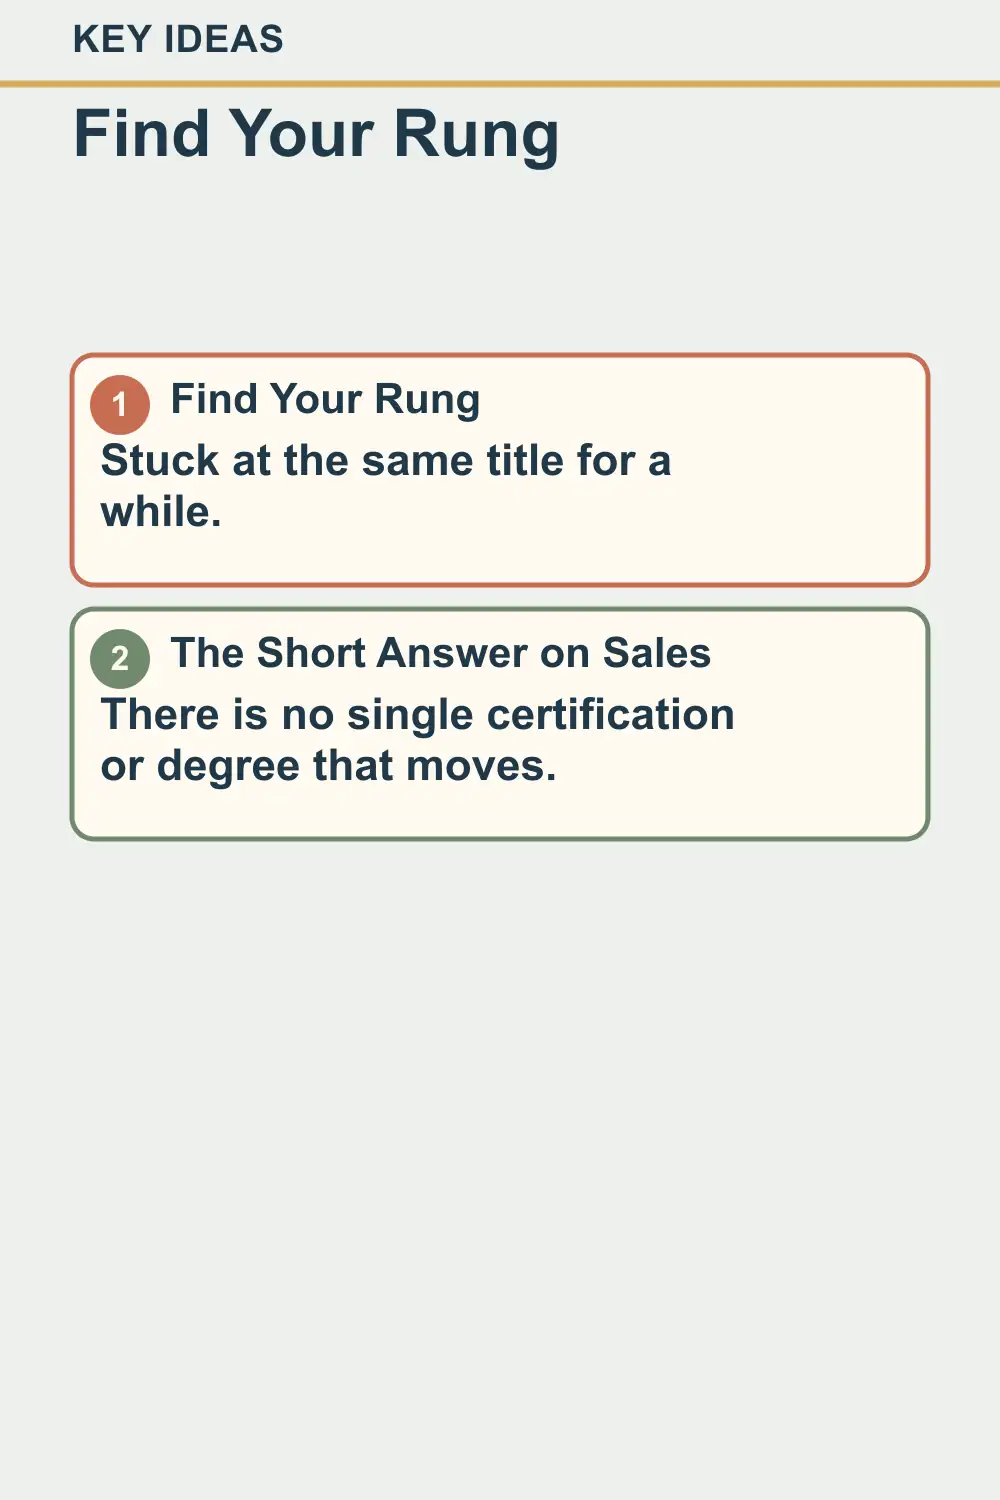 KEY IDEAS
Find Your Rung
1 Find Your Rung
Stuck at the same title for a
while.
2 The Short Answer on Sales
There is no single certification
or degree that moves.